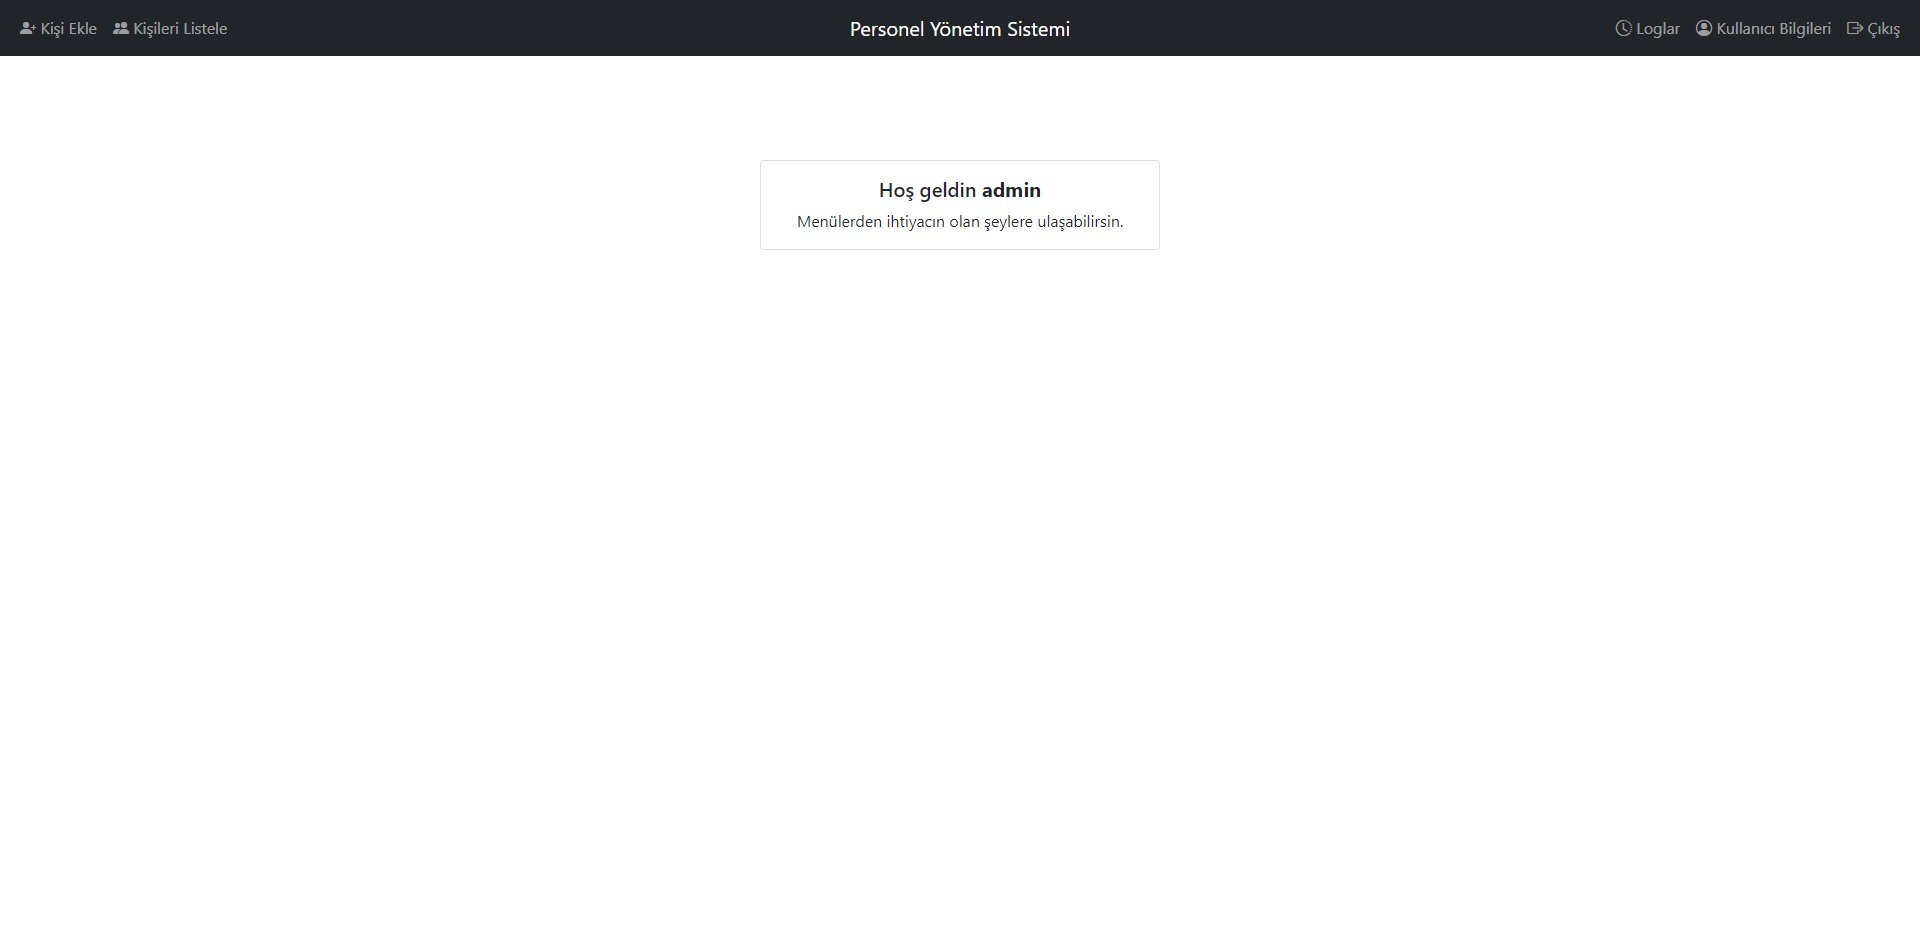 Kişi Ekle Kişileri Listele Personel Yönetim Sistemi Loglar Kullanıcı Bilgileri Çıkış
Hoş geldin admin
Menülerden ihtiyacın olan şeylere ulaşabilirsin.